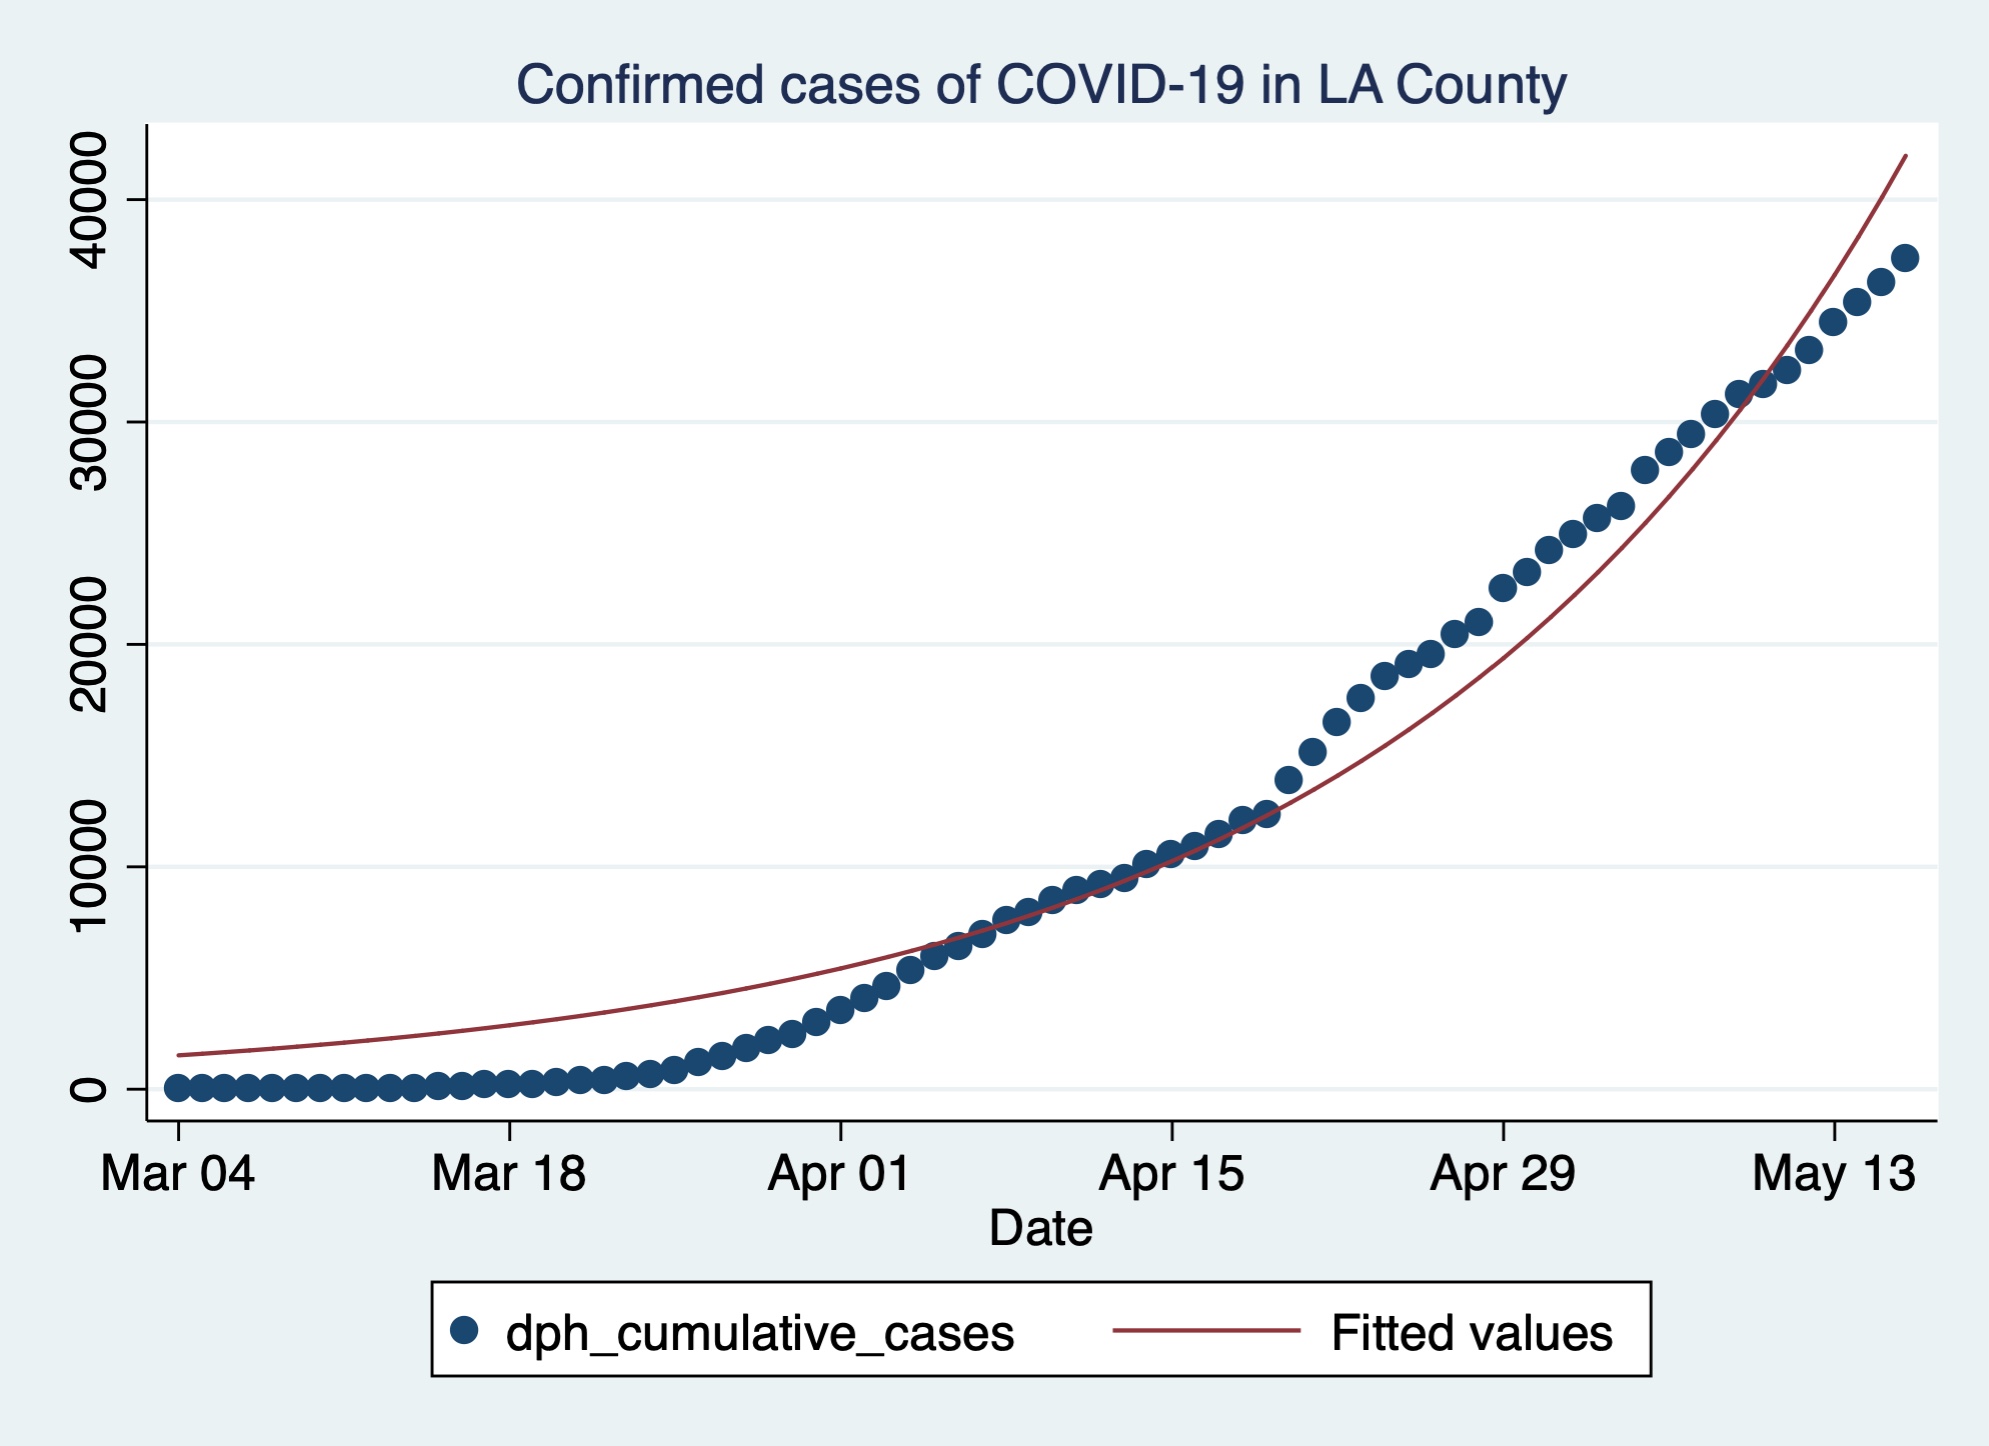 Confirmed cases of COVID-19 in LA County
40000
30000
20000
10000
0
Mar 04 Mar 18 Apr 01 Apr 15 Apr 29 May 13
Date
dph_cumulative_cases Fitted values